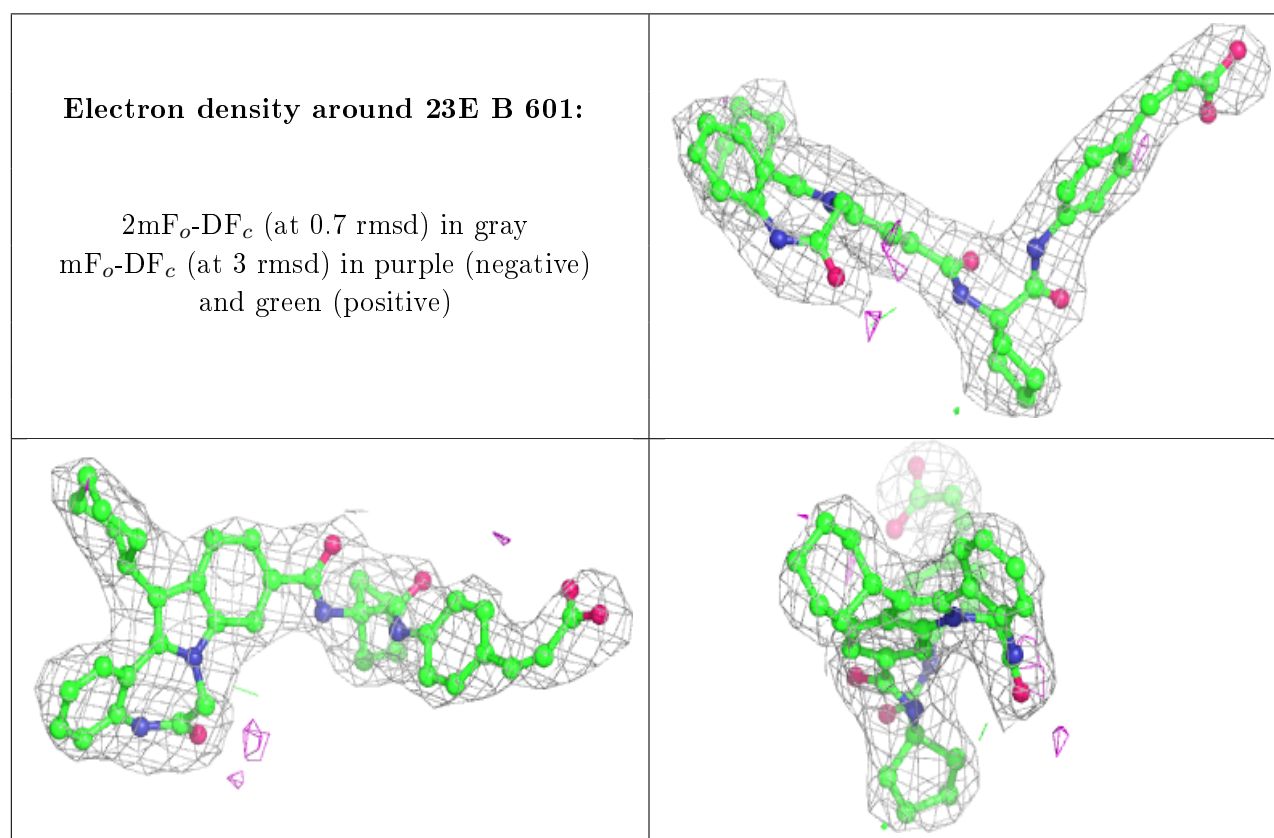 Electron density around 23E B 601:
2mFₒ-DF𝒸 (at 0.7 rmsd) in gray
mFₒ-DF𝒸 (at 3 rmsd) in purple (negative)
and green (positive)